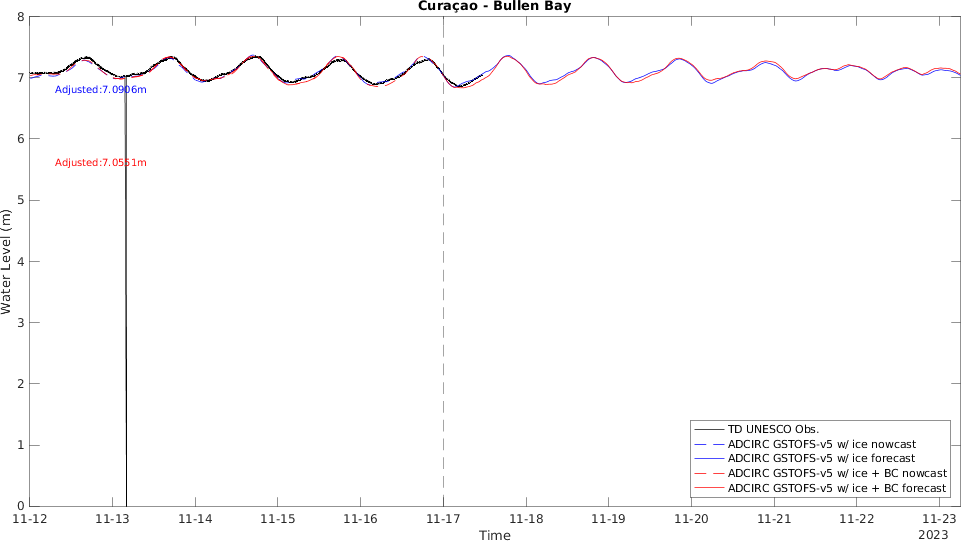 Curaçao - Bullen Bay
8
7
6
5
4
3
2
1
0
Water Level (m)
Adjusted:7.0906m
Adjusted:7.0551m
TD UNESCO Obs.
ADCIRC GSTOFS-v5 w/ ice nowcast
ADCIRC GSTOFS-v5 w/ ice forecast
ADCIRC GSTOFS-v5 w/ ice + BC nowcast
ADCIRC GSTOFS-v5 w/ ice + BC forecast
11-12 11-13 11-14 11-15 11-16 11-17 11-18 11-19 11-20 11-21 11-22 11-23
Time
2023